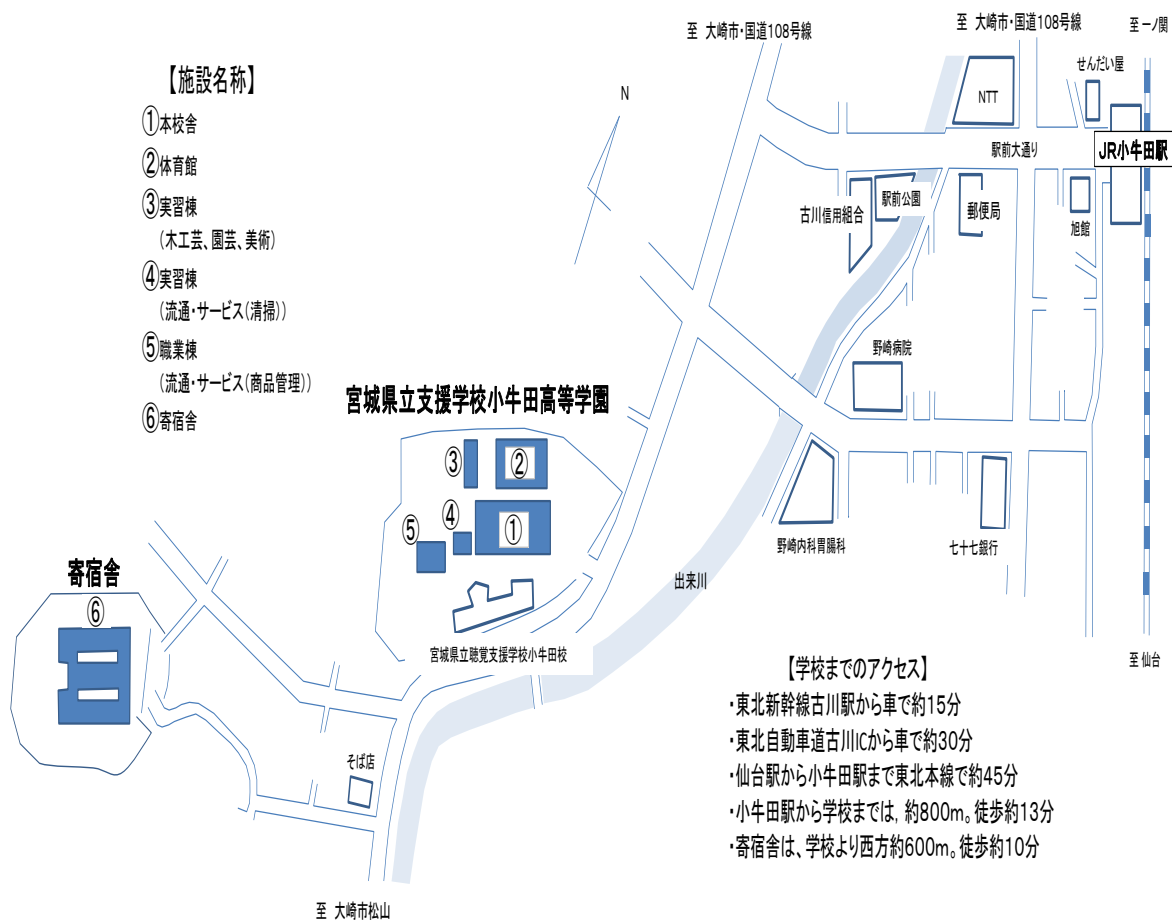 至 大崎市・国道108号線
至 大崎市・国道108号線
至 一ノ関
せんだい屋
【施設名称】
①本校舎
②体育館
③実習棟
(木工芸、園芸、美術)
④実習棟
(流通・サービス(清掃))
⑤職業棟
(流通・サービス(商品管理))
⑥寄宿舎
N
NTT
駅前大通り
JR小牛田駅
古川信用組合
駅前公園
郵便局
旭館
野崎病院
宮城県立支援学校小牛田高等学園
③
②
④
①
⑤
野崎内科胃腸科
七十七銀行
寄宿舎
⑥
出来川
宮城県立聴覚支援学校小牛田校
至 仙台
そば店
【学校までのアクセス】
・東北新幹線古川駅から車で約15分
・東北自動車道古川ICから車で約30分
・仙台駅から小牛田駅まで東北本線で約45分
・小牛田駅から学校までは, 約800m。徒歩約13分
・寄宿舎は、学校より西方約600m。徒歩約10分
至 大崎市松山